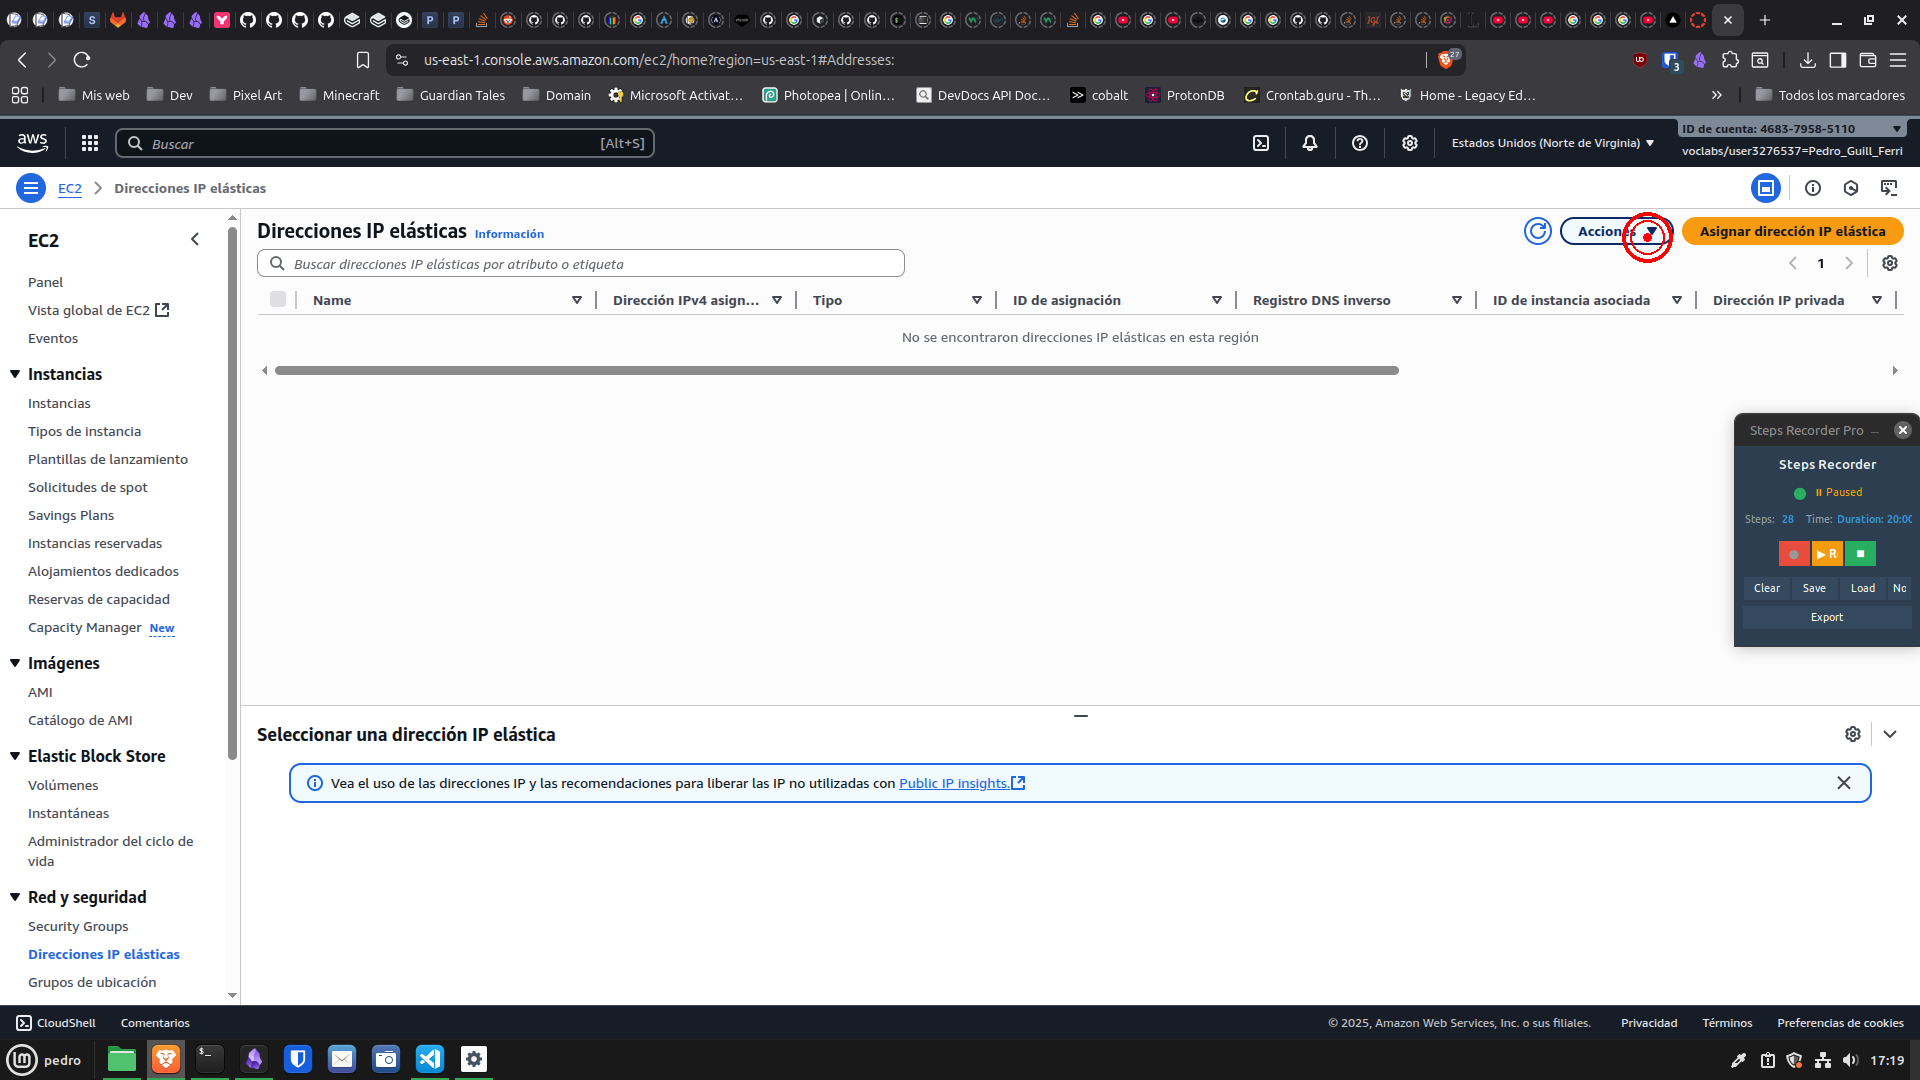 us-east-1.console.aws.amazon.com/ec2/home?region=us-east-1#Addresses:
27
3
Mis web
Dev
Pixel Art
Minecraft
Guardian Tales
Domain
Microsoft Activat...
Photopea | Onlin...
DevDocs API Doc...
cobalt
ProtonDB
Crontab.guru - Th...
Home - Legacy Ed...
Todos los marcadores
aws
Buscar
[Alt+S]
Estados Unidos (Norte de Virginia)
ID de cuenta: 4683-7958-5110
voclabs/user3276537=Pedro_Guill_Ferri
EC2
Direcciones IP elásticas
EC2
Panel
Vista global de EC2
Eventos
Instancias
Instancias
Tipos de instancia
Plantillas de lanzamiento
Solicitudes de spot
Savings Plans
Instancias reservadas
Alojamientos dedicados
Reservas de capacidad
Capacity Manager New
Imágenes
AMI
Catálogo de AMI
Elastic Block Store
Volúmenes
Instantáneas
Administrador del ciclo de
vida
Red y seguridad
Security Groups
Direcciones IP elásticas
Grupos de ubicación
Direcciones IP elásticas Información
Acciones
Asignar dirección IP elástica
Buscar direcciones IP elásticas por atributo o etiqueta
1
Name
Dirección IPv4 asign...
Tipo
ID de asignación
Registro DNS inverso
ID de instancia asociada
Dirección IP privada
No se encontraron direcciones IP elásticas en esta región
Steps Recorder Pro
Steps Recorder
Paused
Steps: 28 Time: Duration: 20:00
R
Clear
Save
Load
No
Export
Seleccionar una dirección IP elástica
Vea el uso de las direcciones IP y las recomendaciones para liberar las IP no utilizadas con Public IP insights.
CloudShell
Comentarios
© 2025, Amazon Web Services, Inc. o sus filiales.
Privacidad
Términos
Preferencias de cookies
pedro
17:19